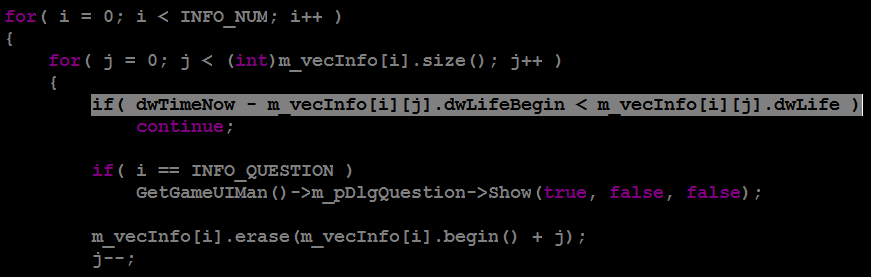 for( i = 0; i < INFO_NUM; i++ )
{
for( j = 0; j < (int)m_vecInfo[i].size(); j++ )
{
if( dwTimeNow - m_vecInfo[i][j].dwLifeBegin < m_vecInfo[i][j].dwLife )
continue;
if( i == INFO_QUESTION )
GetGameUIMan()->m_pDlgQuestion->Show(true, false, false);
m_vecInfo[i].erase(m_vecInfo[i].begin() + j);
j--;